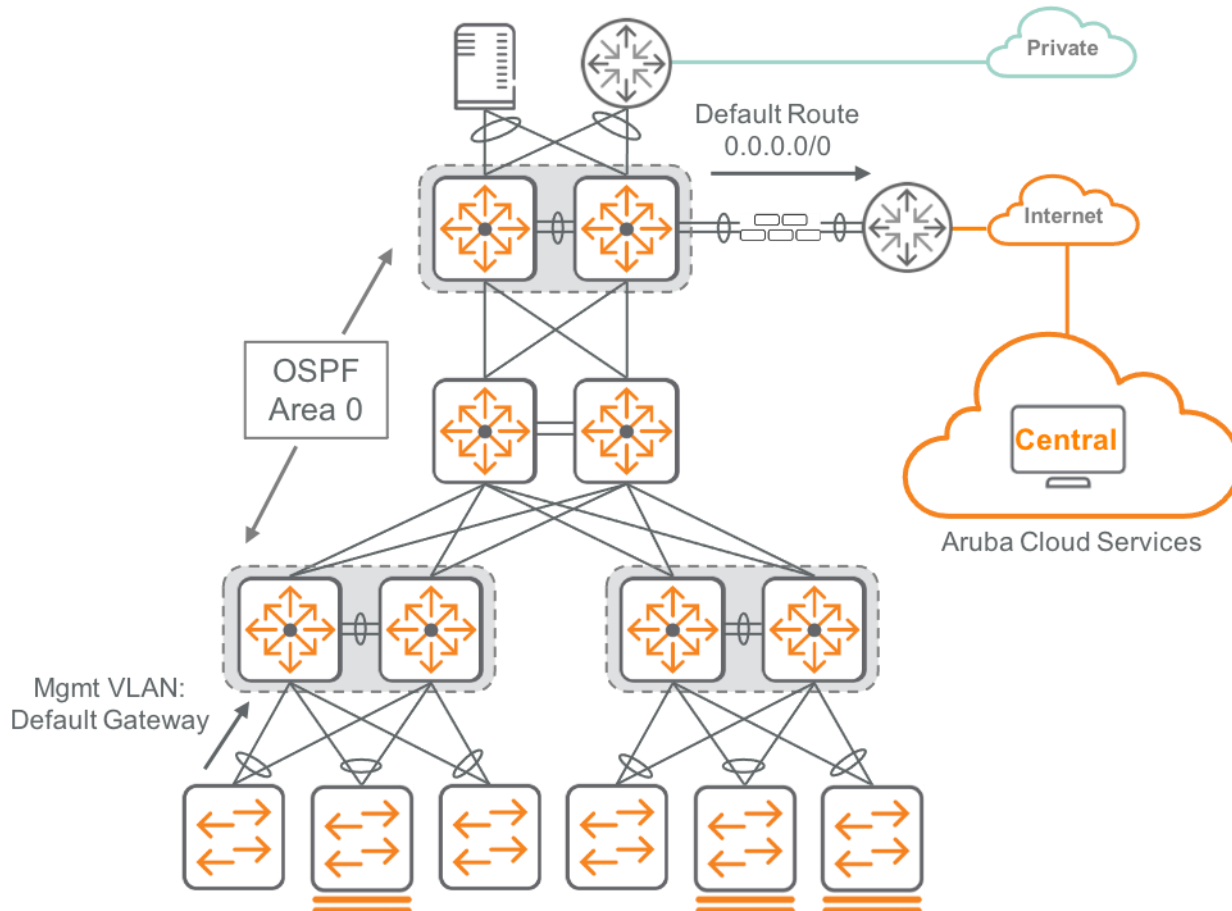 Private
Default Route
0.0.0.0/0
Internet
OSPF
Area 0
Central
Aruba Cloud Services
Mgmt VLAN:
Default Gateway